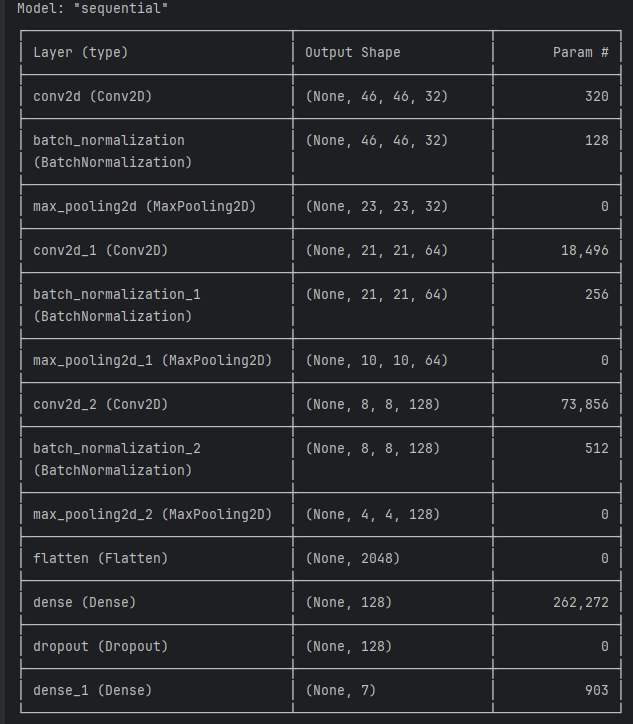 Model: "sequential"
Layer (type) Output Shape Param #
conv2d (Conv2D) (None, 46, 46, 32) 320
batch_normalization (None, 46, 46, 32) 128
(BatchNormalization)
max_pooling2d (MaxPooling2D) (None, 23, 23, 32) 0
conv2d_1 (Conv2D) (None, 21, 21, 64) 18,496
batch_normalization_1 (None, 21, 21, 64) 256
(BatchNormalization)
max_pooling2d_1 (MaxPooling2D) (None, 10, 10, 64) 0
conv2d_2 (Conv2D) (None, 8, 8, 128) 73,856
batch_normalization_2 (None, 8, 8, 128) 512
(BatchNormalization)
max_pooling2d_2 (MaxPooling2D) (None, 4, 4, 128) 0
flatten (Flatten) (None, 2048) 0
dense (Dense) (None, 128) 262,272
dropout (Dropout) (None, 128) 0
dense_1 (Dense) (None, 7) 903